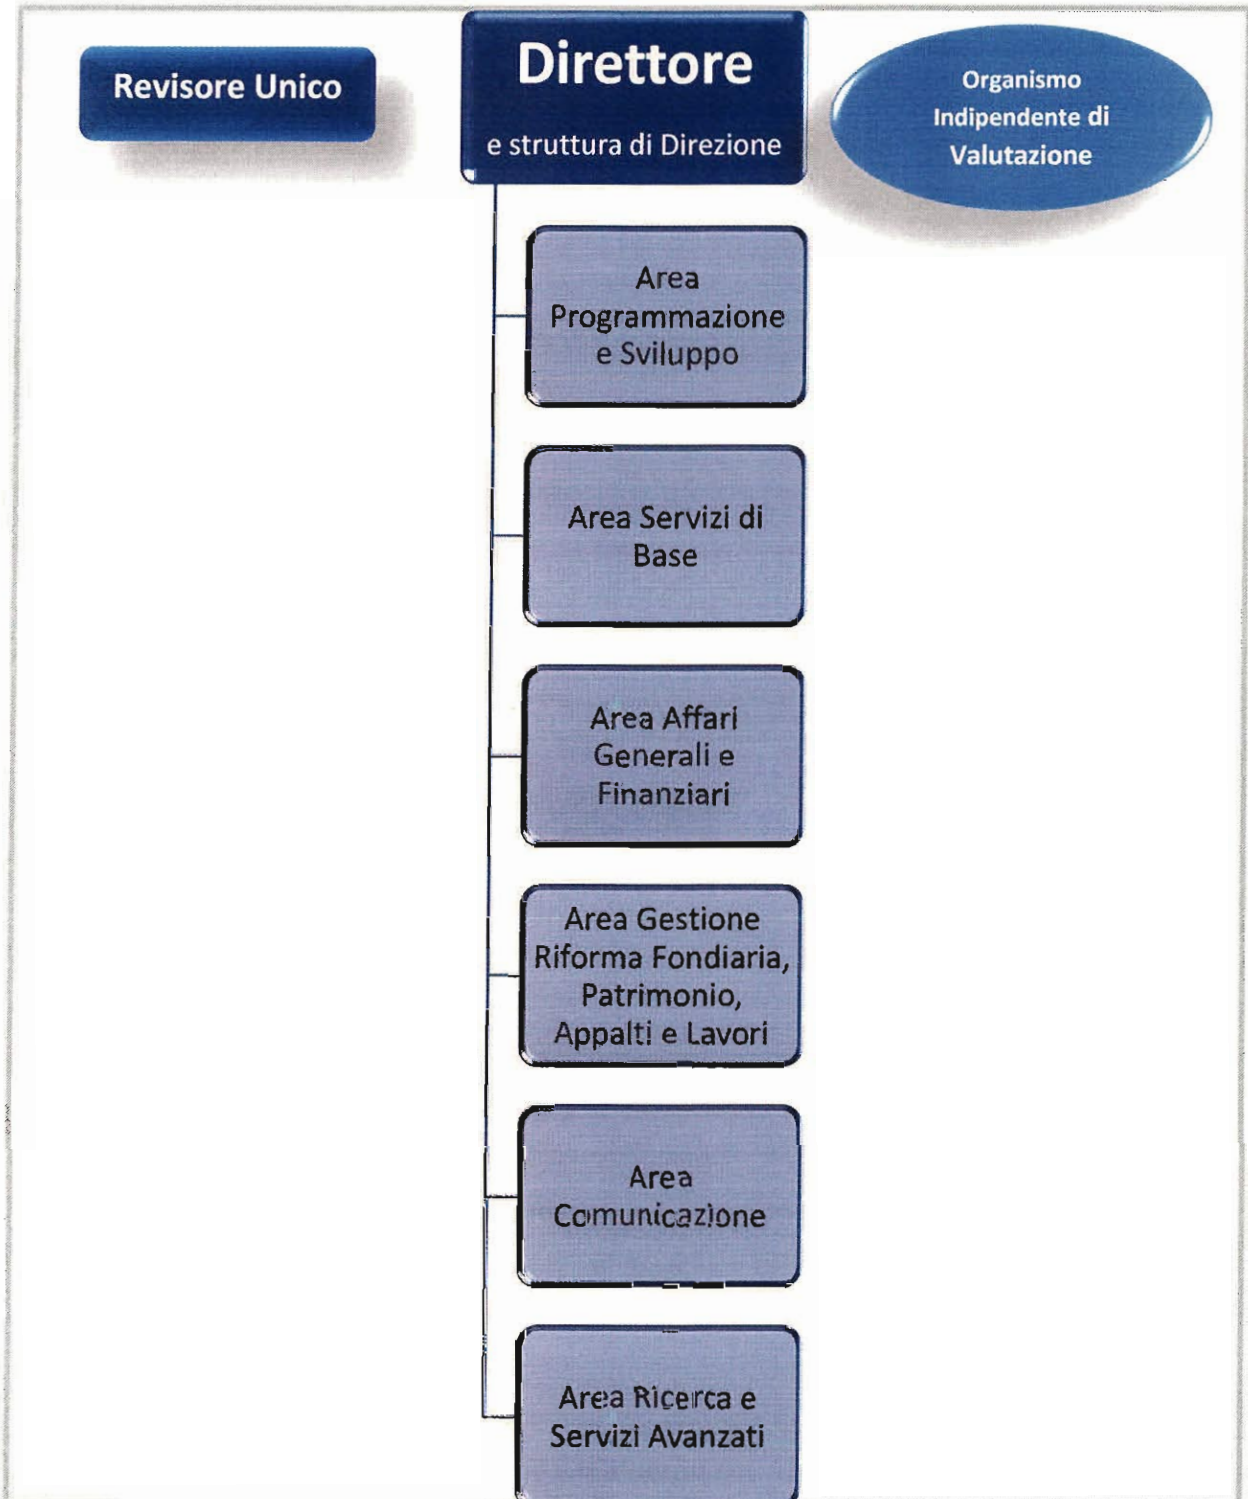 Revisore Unico
Direttore
e struttura di Direzione
Organismo
Indipendente di
Valutazione
Area
Programmazione
e Sviluppo
Area Servizi di
Base
Area Affari
Generali e
Finanziari
Area Gestione
Riforma Fondiaria,
Patrimonio,
Appalti e Lavori
Area
Comunicazione
Area Ricerca e
Servizi Avanzati